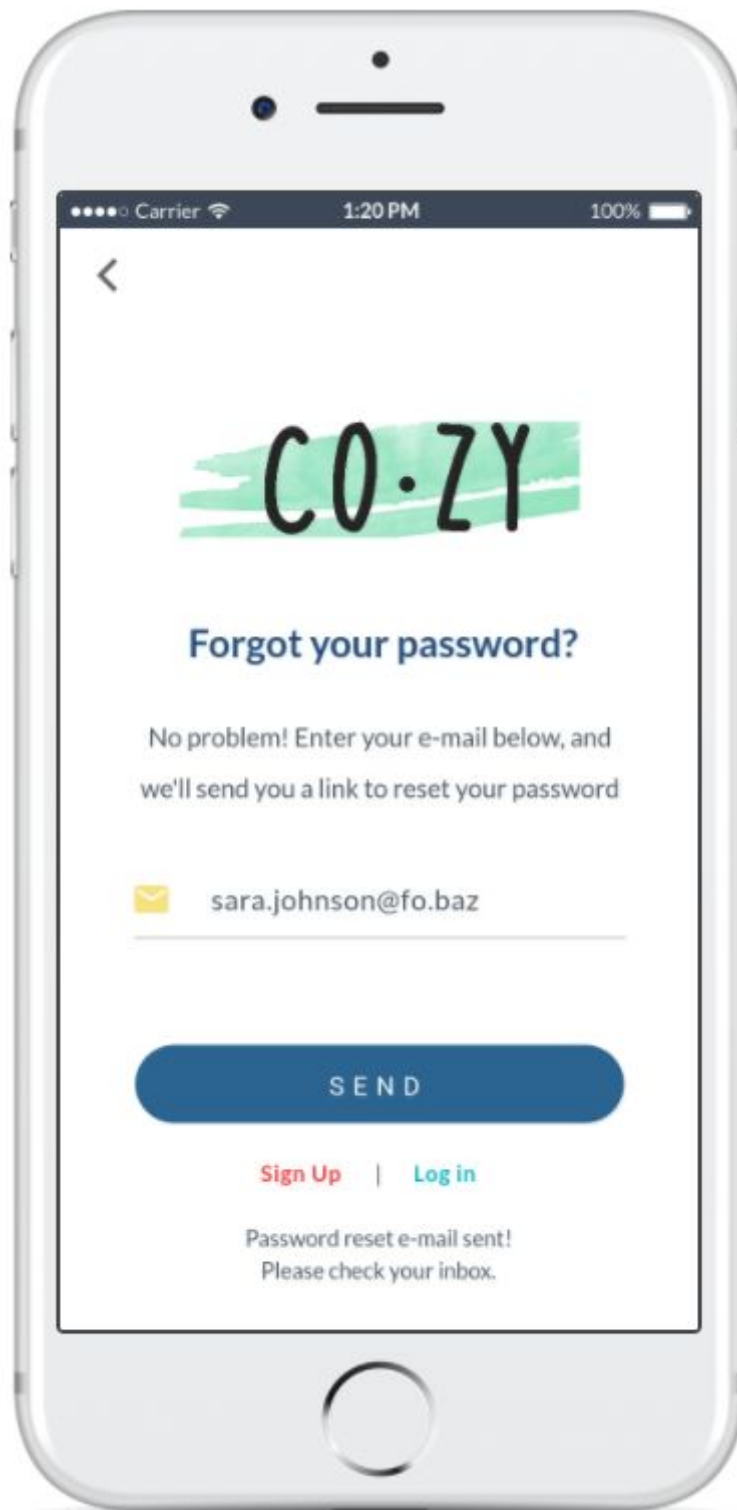 Carrier 1:20 PM 100%
CO·ZY
Forgot your password?
No problem! Enter your e-mail below, and
we'll send you a link to reset your password
sara.johnson@fo.baz
SEND
Sign Up | Log in
Password reset e-mail sent!
Please check your inbox.